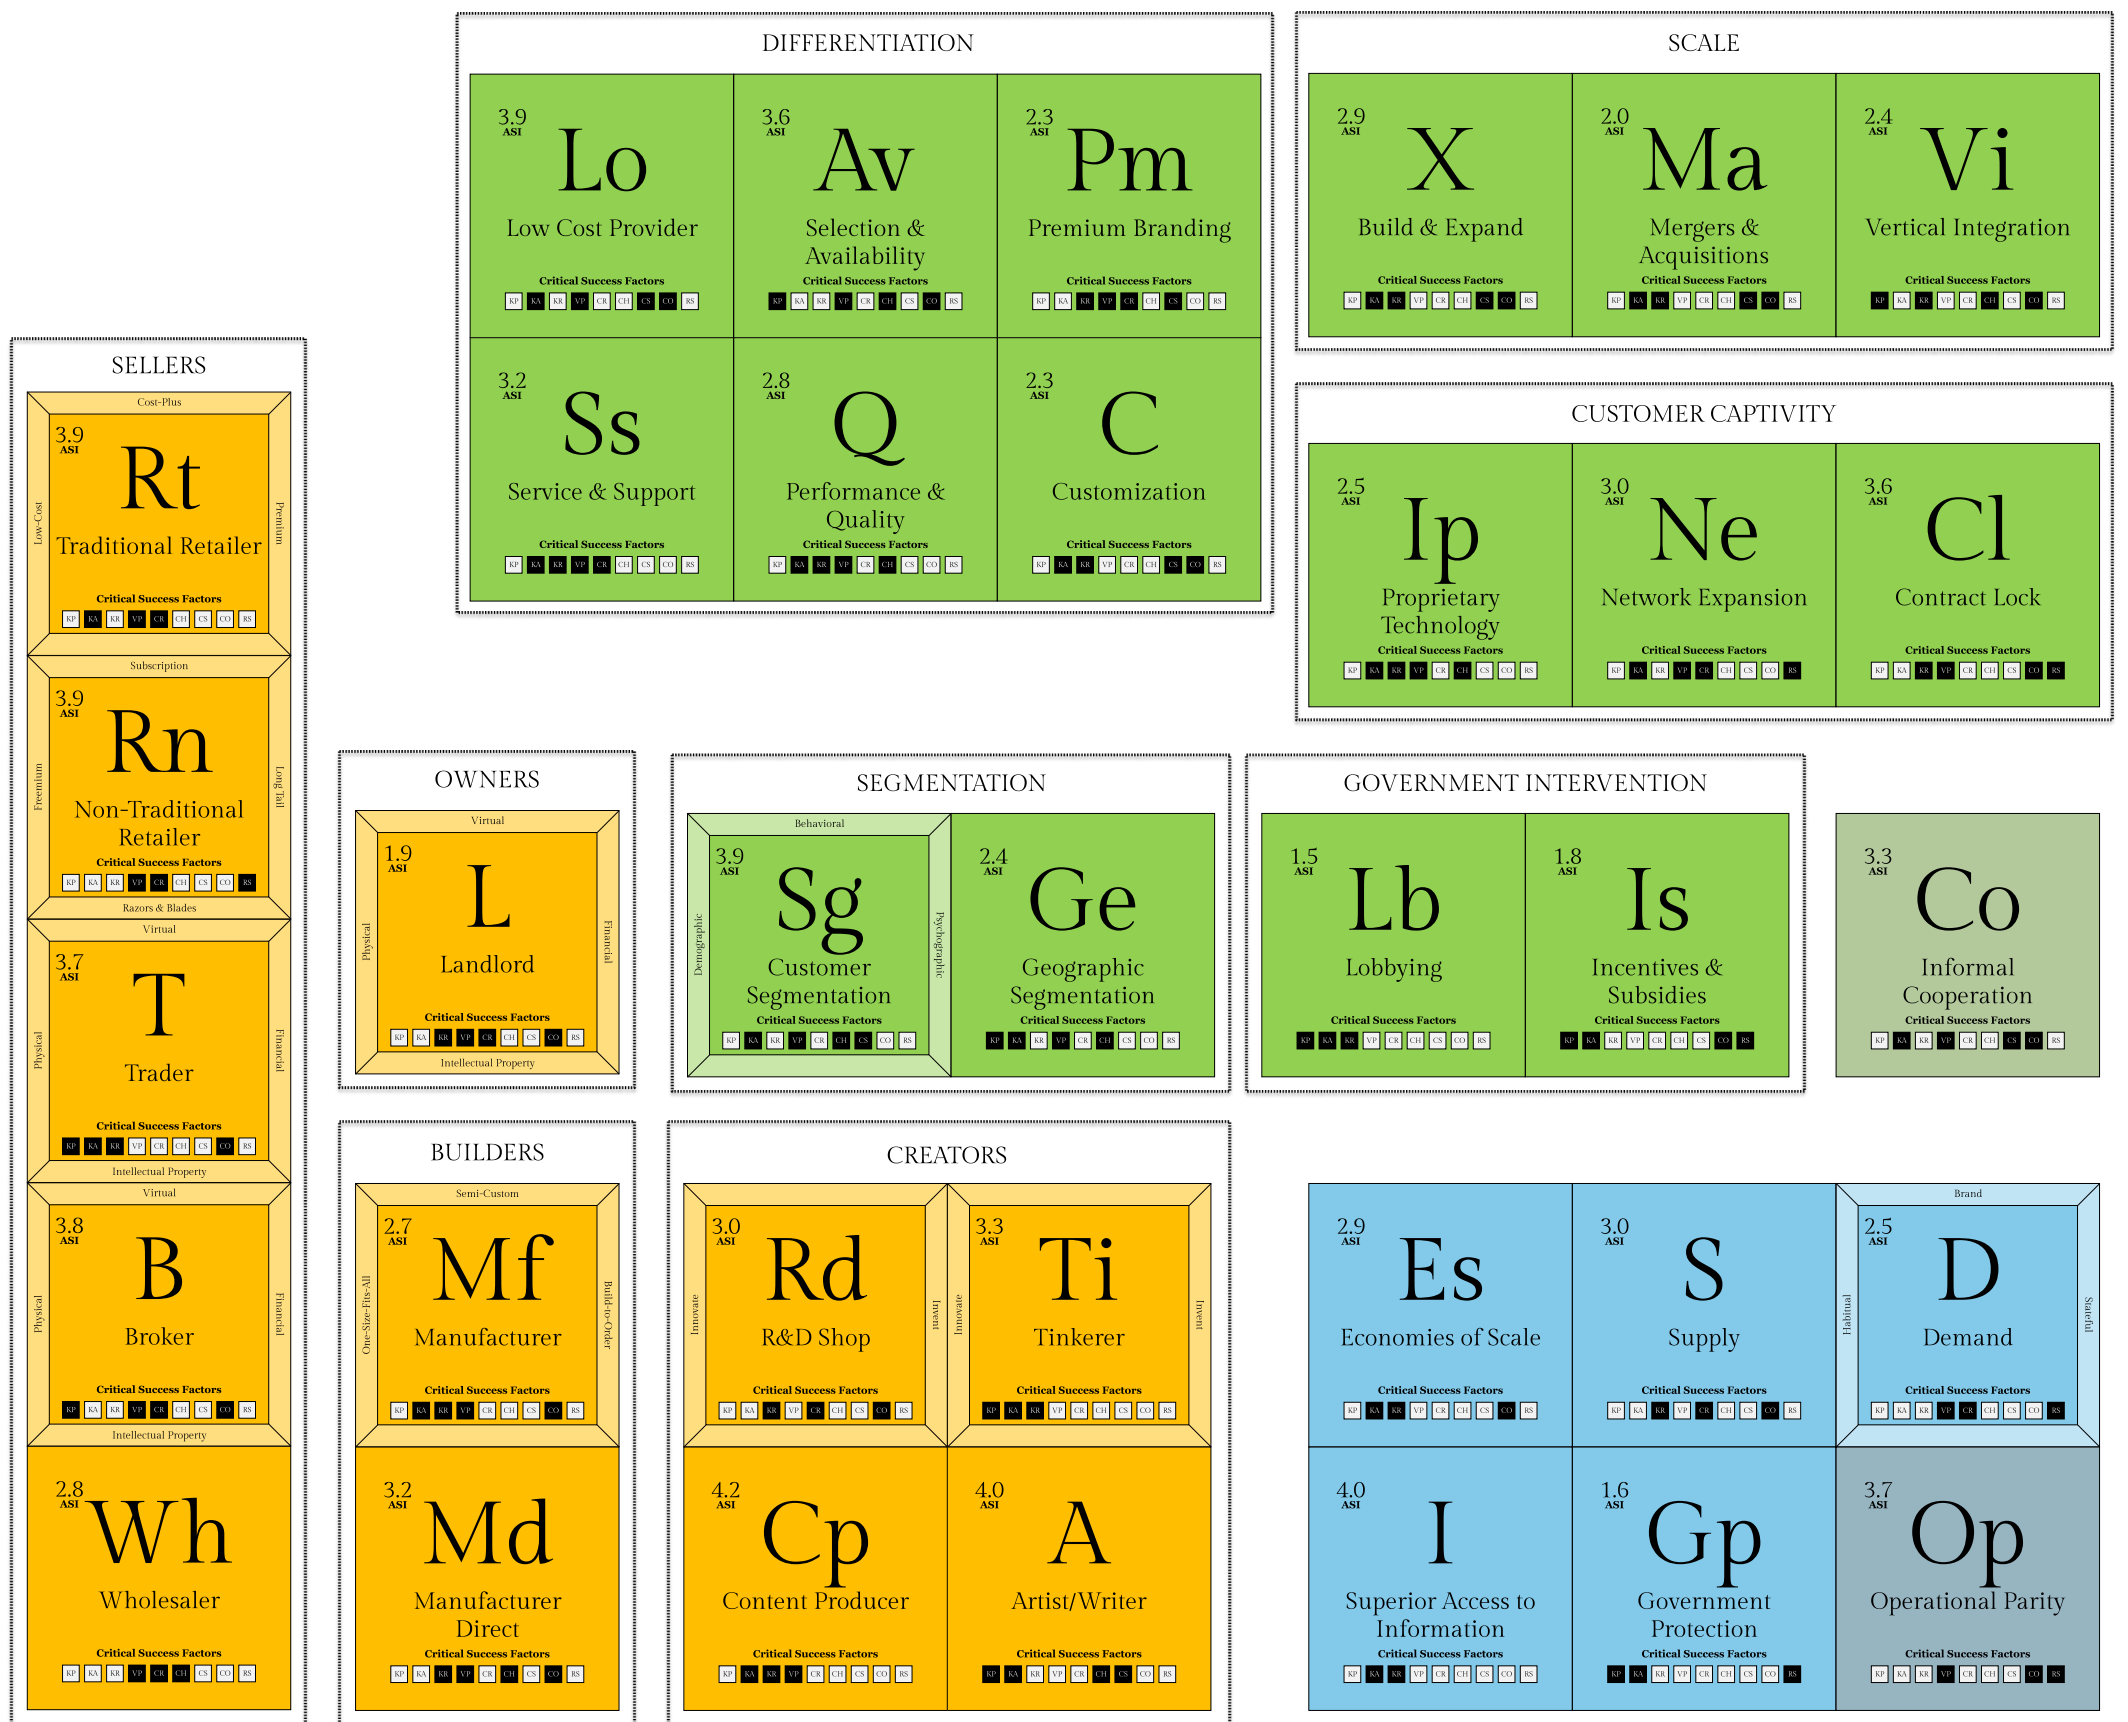 DIFFERENTIATION
3.9
ASI
Lo
Low Cost Provider
Critical Success Factors
KP KA KR VP CR CH CS CO RS
3.6
ASI
Av
Selection &
Availability
Critical Success Factors
KP KA KR VP CR CH CS CO RS
2.3
ASI
Pm
Premium Branding
Critical Success Factors
KP KA KR VP CR CH CS CO RS
3.2
ASI
Ss
Service & Support
Critical Success Factors
KP KA KR VP CR CH CS CO RS
2.8
ASI
Q
Performance &
Quality
Critical Success Factors
KP KA KR VP CR CH CS CO RS
2.3
ASI
C
Customization
Critical Success Factors
KP KA KR VP CR CH CS CO RS
SCALE
2.9
ASI
X
Build & Expand
Critical Success Factors
KP KA KR VP CR CH CS CO RS
2.0
ASI
Ma
Mergers &
Acquisitions
Critical Success Factors
KP KA KR VP CR CH CS CO RS
2.4
ASI
Vi
Vertical Integration
Critical Success Factors
KP KA KR VP CR CH CS CO RS
CUSTOMER CAPTIVITY
2.5
ASI
Ip
Proprietary
Technology
Critical Success Factors
KP KA KR VP CR CH CS CO RS
3.0
ASI
Ne
Network Expansion
Critical Success Factors
KP KA KR VP CR CH CS CO RS
3.6
ASI
Cl
Contract Lock
Critical Success Factors
KP KA KR VP CR CH CS CO RS
SELLERS
Cost-Plus
Low-Cost
Premium
3.9
ASI
Rt
Traditional Retailer
Critical Success Factors
KP KA KR VP CR CH CS CO RS
Subscription
Freemium
Long Tail
3.9
ASI
Rn
Non-Traditional
Retailer
Critical Success Factors
KP KA KR VP CR CH CS CO RS
Razors & Blades
Virtual
Physical
Financial
3.7
ASI
T
Trader
Critical Success Factors
KP KA KR VP CR CH CS CO RS
Intellectual Property
Virtual
Physical
Financial
3.8
ASI
B
Broker
Critical Success Factors
KP KA KR VP CR CH CS CO RS
Intellectual Property
2.8
ASI
Wh
Wholesaler
Critical Success Factors
KP KA KR VP CR CH CS CO RS
OWNERS
Virtual
Physical
Financial
1.9
ASI
L
Landlord
Critical Success Factors
KP KA KR VP CR CH CS CO RS
Intellectual Property
SEGMENTATION
Behavioral
Demographic
Psychographic
3.9
ASI
Sg
Customer
Segmentation
Critical Success Factors
KP KA KR VP CR CH CS CO RS
2.4
ASI
Ge
Geographic
Segmentation
Critical Success Factors
KP KA KR VP CR CH CS CO RS
GOVERNMENT INTERVENTION
1.5
ASI
Lb
Lobbying
Critical Success Factors
KP KA KR VP CR CH CS CO RS
1.8
ASI
Is
Incentives &
Subsidies
Critical Success Factors
KP KA KR VP CR CH CS CO RS
3.3
ASI
Co
Informal
Cooperation
Critical Success Factors
KP KA KR VP CR CH CS CO RS
BUILDERS
Semi-Custom
One-Size-Fits-All
Build-to-Order
2.7
ASI
Mf
Manufacturer
Critical Success Factors
KP KA KR VP CR CH CS CO RS
3.2
ASI
Md
Manufacturer
Direct
Critical Success Factors
KP KA KR VP CR CH CS CO RS
CREATORS
Innovate
Invent
3.0
ASI
Rd
R&D Shop
Critical Success Factors
KP KA KR VP CR CH CS CO RS
Innovate
Invent
3.3
ASI
Ti
Tinkerer
Critical Success Factors
KP KA KR VP CR CH CS CO RS
4.2
ASI
Cp
Content Producer
Critical Success Factors
KP KA KR VP CR CH CS CO RS
4.0
ASI
A
Artist/Writer
Critical Success Factors
KP KA KR VP CR CH CS CO RS
2.9
ASI
Es
Economies of Scale
Critical Success Factors
KP KA KR VP CR CH CS CO RS
3.0
ASI
S
Supply
Critical Success Factors
KP KA KR VP CR CH CS CO RS
Brand
Habitual
Stateful
2.5
ASI
D
Demand
Critical Success Factors
KP KA KR VP CR CH CS CO RS
4.0
ASI
I
Superior Access to
Information
Critical Success Factors
KP KA KR VP CR CH CS CO RS
1.6
ASI
Gp
Government
Protection
Critical Success Factors
KP KA KR VP CR CH CS CO RS
3.7
ASI
Op
Operational Parity
Critical Success Factors
KP KA KR VP CR CH CS CO RS